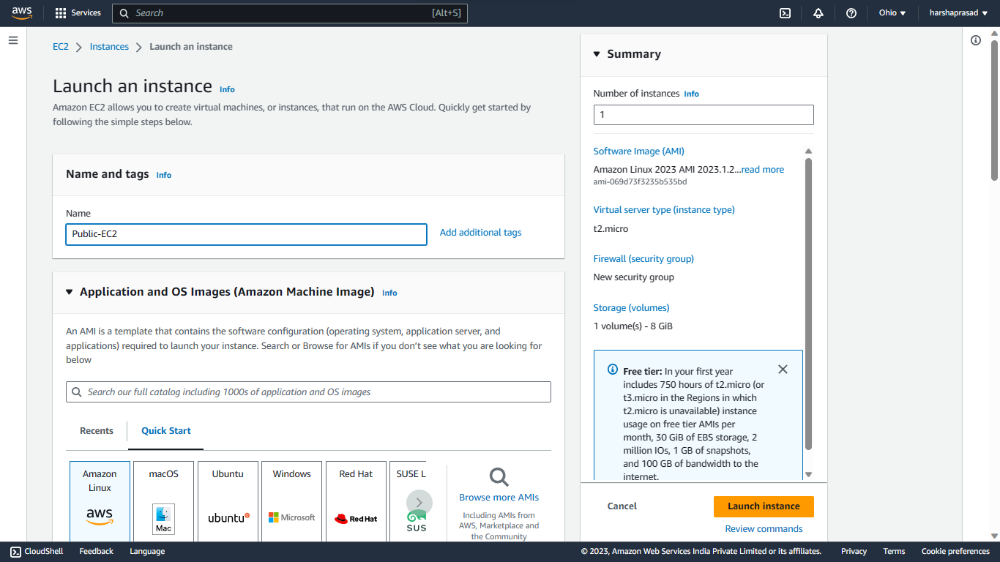 aws
Services
Search
[Alt+S]
Ohio
harshaprasad
EC2 > Instances > Launch an instance
Launch an instance Info
Amazon EC2 allows you to create virtual machines, or instances, that run on the AWS Cloud. Quickly get started by
following the simple steps below.
Name and tags Info
Name
Public-EC2
Add additional tags
Application and OS Images (Amazon Machine Image) Info
An AMI is a template that contains the software configuration (operating system, application server, and
applications) required to launch your instance. Search or Browse for AMIs if you don't see what you are looking for
below
Search our full catalog including 1000s of application and OS images
Recents
Quick Start
Amazon
Linux
aws
macOS
Mac
Ubuntu
ubuntu
Windows
Microsoft
Red Hat
Red Hat
SUSE L
SUS
Browse more AMIs
Including AMIs from
AWS, Marketplace and
the Community
Summary
Number of instances Info
1
Software Image (AMI)
Amazon Linux 2023 AMI 2023.1.2...read more
ami-069d73f3235b535bd
Virtual server type (instance type)
t2.micro
Firewall (security group)
New security group
Storage (volumes)
1 volume(s) - 8 GiB
Free tier: In your first year
includes 750 hours of t2.micro (or
t3.micro in the Regions in which
t2.micro is unavailable) instance
usage on free tier AMIs per
month, 30 GiB of EBS storage, 2
million IOs, 1 GB of snapshots,
and 100 GB of bandwidth to the
internet.
Cancel
Launch instance
Review commands
CloudShell
Feedback
Language
© 2023, Amazon Web Services India Private Limited or its affiliates.
Privacy
Terms
Cookie preferences